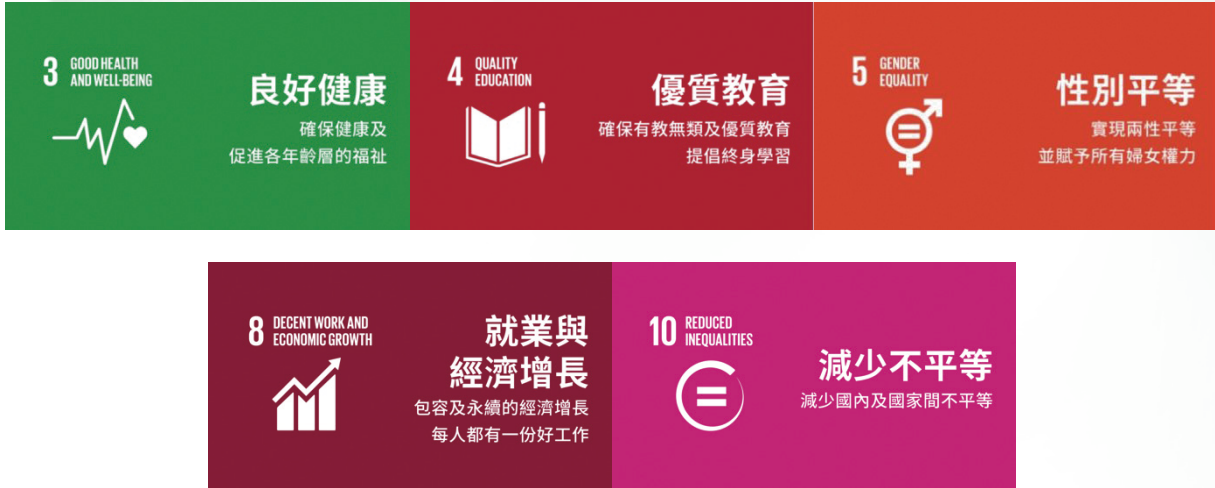 3 GOOD HEALTH
AND WELL-BEING
良好健康
確保健康及
促進各年齡層的福祉
4 QUALITY
EDUCATION
優質教育
確保有教無類及優質教育
提倡終身學習
5 GENDER
EQUALITY
性別平等
實現兩性平等
並賦予所有婦女權力
8 DECENT WORK AND
ECONOMIC GROWTH
就業與
經濟增長
包容及永續的經濟增長
每人都有一份好工作
10 REDUCED
INEQUALITIES
減少不平等
減少國內及國家間不平等